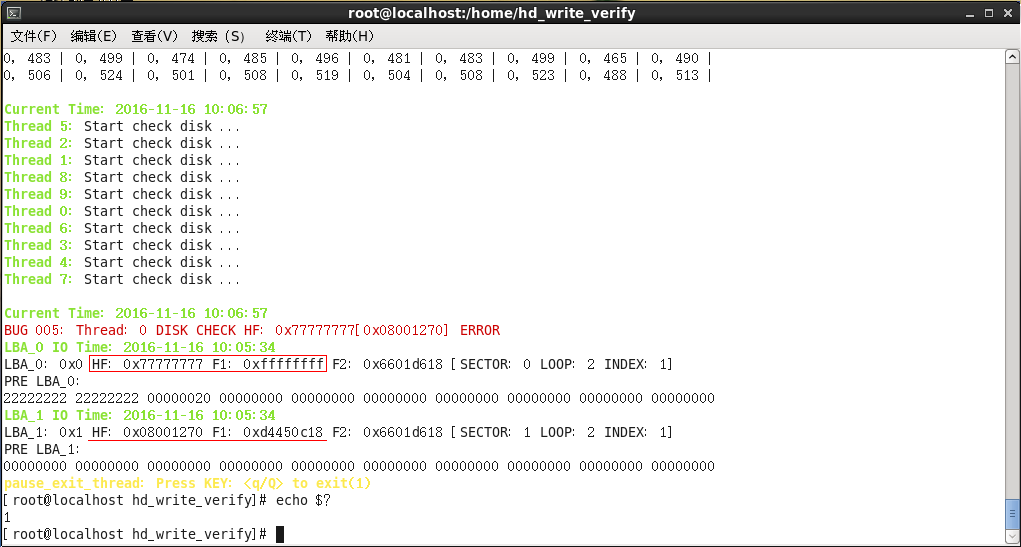 root@localhost:/home/hd_write_verify
文件(F) 编辑(E) 查看(V) 搜索 (S) 终端(T) 帮助(H)
0, 483 | 0, 499 | 0, 474 | 0, 485 | 0, 496 | 0, 481 | 0, 483 | 0, 499 | 0, 465 | 0, 490 |
0, 506 | 0, 524 | 0, 501 | 0, 508 | 0, 519 | 0, 504 | 0, 508 | 0, 523 | 0, 488 | 0, 513 |
Current Time: 2016-11-16 10:06:57
Thread 5: Start check disk ...
Thread 2: Start check disk ...
Thread 1: Start check disk ...
Thread 8: Start check disk ...
Thread 9: Start check disk ...
Thread 0: Start check disk ...
Thread 6: Start check disk ...
Thread 3: Start check disk ...
Thread 4: Start check disk ...
Thread 7: Start check disk ...
Current Time: 2016-11-16 10:06:57
BUG 005: Thread: 0 DISK CHECK HF: 0x77777777[0x08001270] ERROR
LBA_0 IO Time: 2016-11-16 10:05:34
LBA_0: 0x0 HF: 0x77777777 F1: 0xffffffff F2: 0x6601d618 [SECTOR: 0 LOOP: 2 INDEX: 1]
PRE LBA_0:
22222222 22222222 00000020 00000000 00000000 00000000 00000000 00000000 00000000 00000000
LBA_1 IO Time: 2016-11-16 10:05:34
LBA_1: 0x1 HF: 0x08001270 F1: 0xd4450c18 F2: 0x6601d618 [SECTOR: 1 LOOP: 2 INDEX: 1]
PRE LBA_1:
00000000 00000000 00000000 00000000 00000000 00000000 00000000 00000000 00000000 00000000
pause_exit_thread: Press KEY: <q/Q> to exit(1)
[root@localhost hd_write_verify]# echo $?
1
[root@localhost hd_write_verify]#